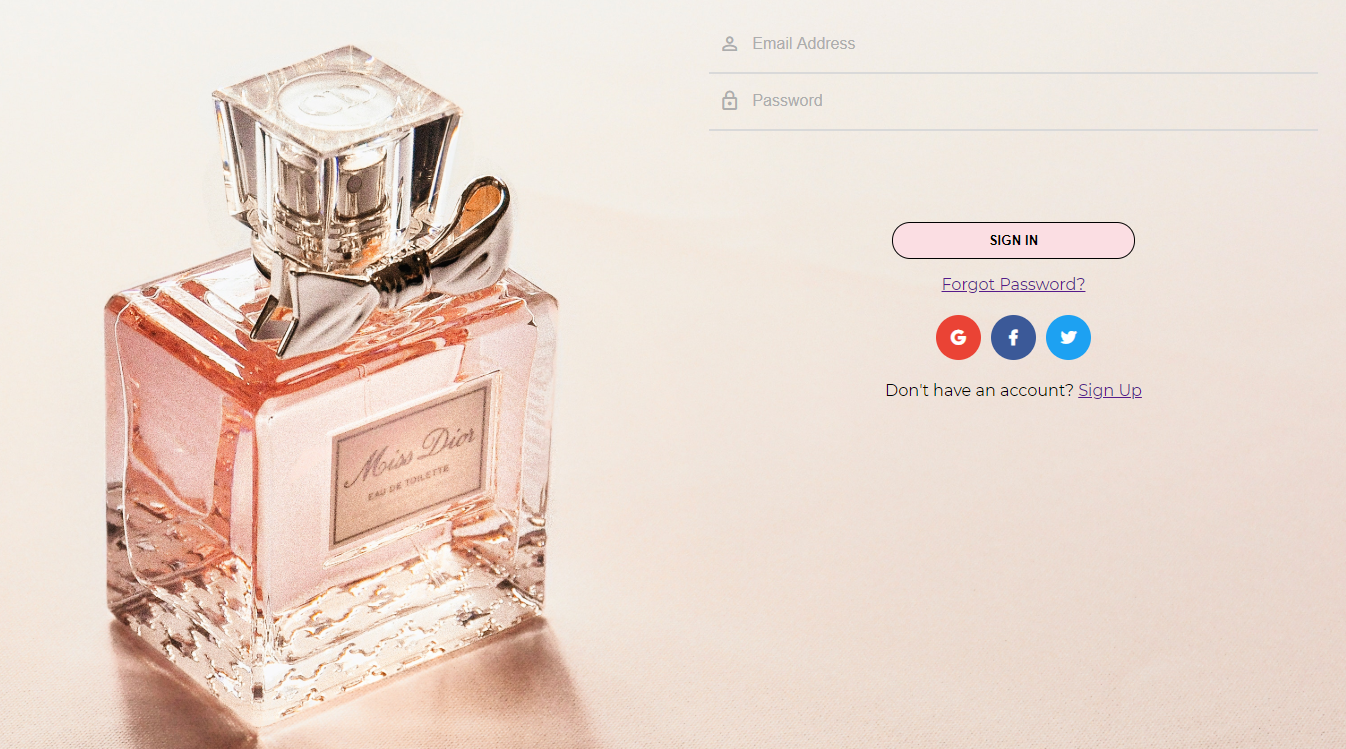 Email Address
Password
SIGN IN
Forgot Password?
Don't have an account? Sign Up
Miss Dior
EAU DE TOILETTE